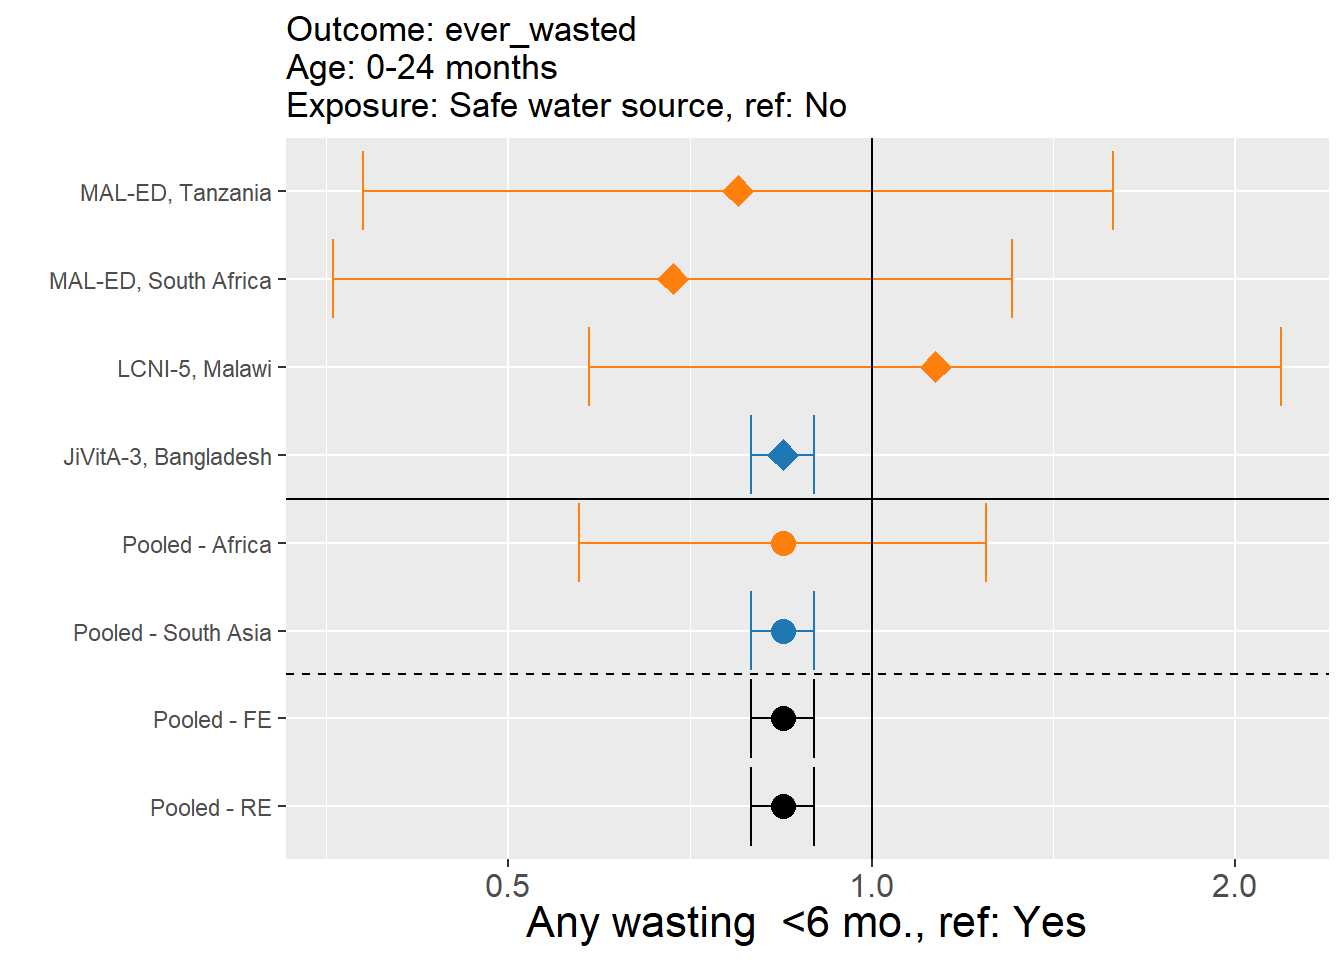 Outcome: ever_wasted
Age: 0-24 months
Exposure: Safe water source, ref: No
MAL-ED, Tanzania
MAL-ED, South Africa
LCNI-5, Malawi
JiVitA-3, Bangladesh
Pooled - Africa
Pooled - South Asia
Pooled - FE
Pooled - RE
0.5 1.0 2.0
Any wasting  <6 mo., ref: Yes